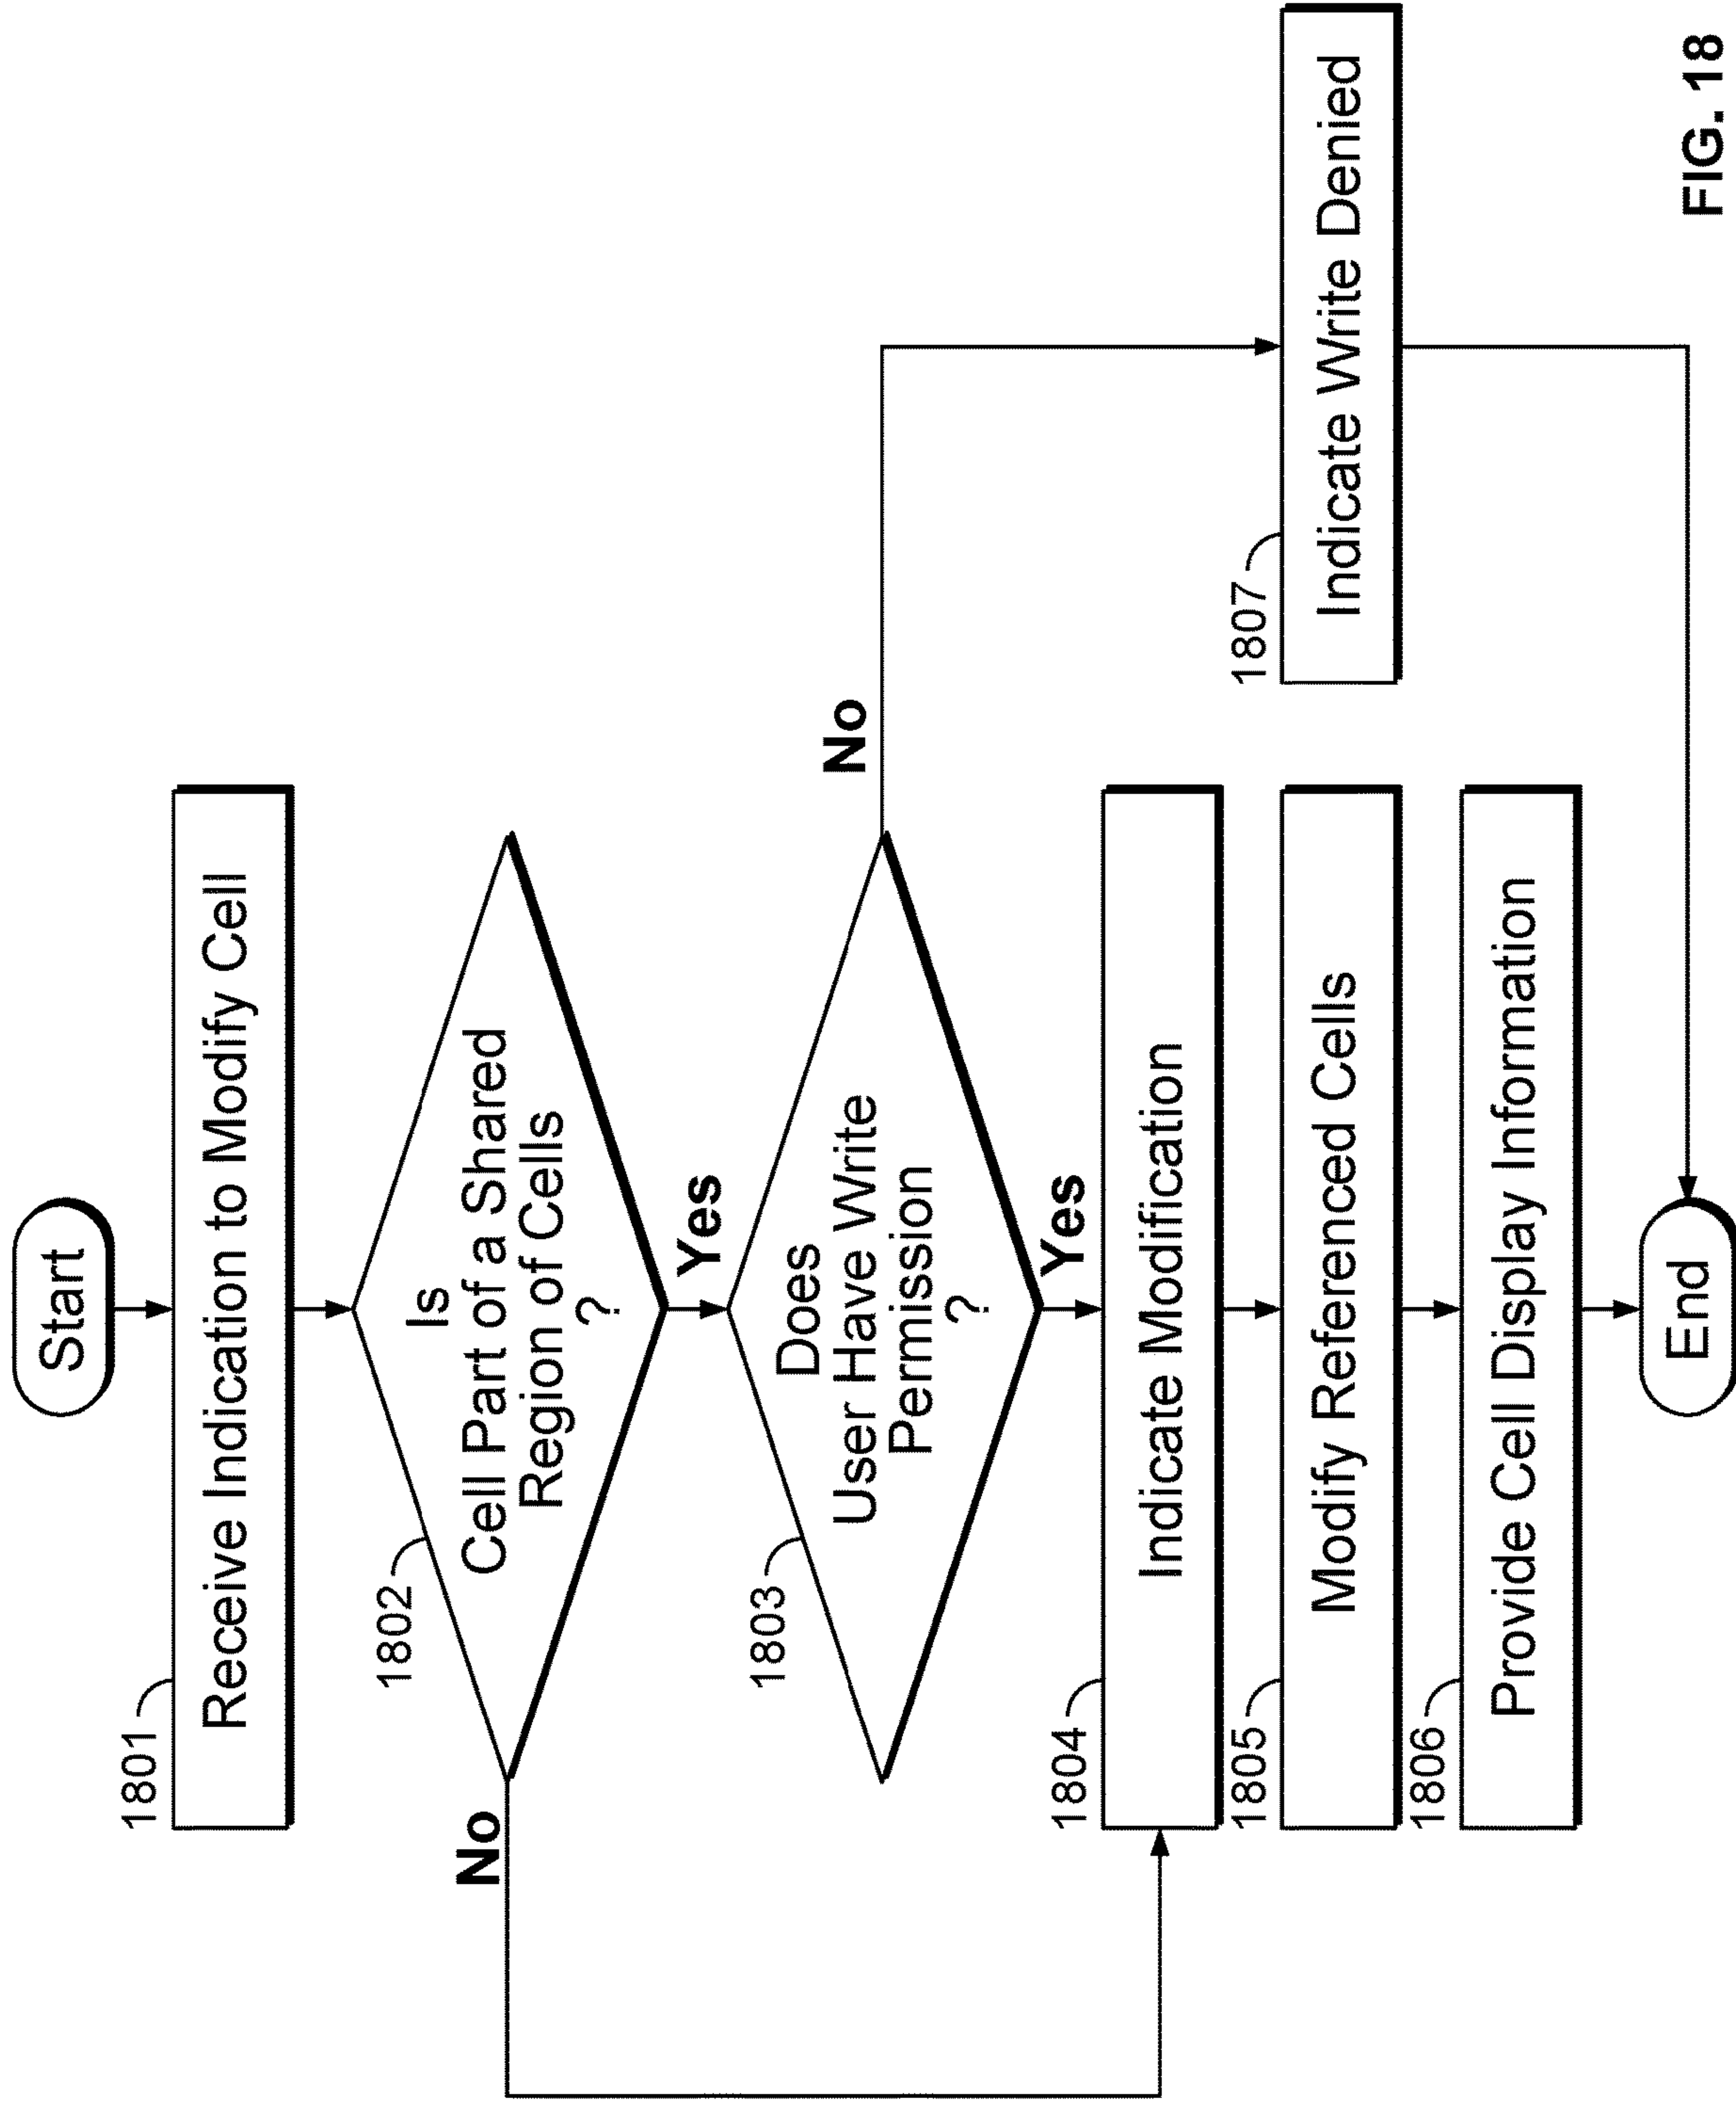 Start
1801
Receive Indication to Modify Cell
1802
Is
Cell Part of a Shared
Region of Cells
?
No
Yes
1803
Does
User Have Write
Permission
?
No
Yes
1804
Indicate Modification
1805
Modify Referenced Cells
1807
Indicate Write Denied
1806
Provide Cell Display Information
End
FIG. 18